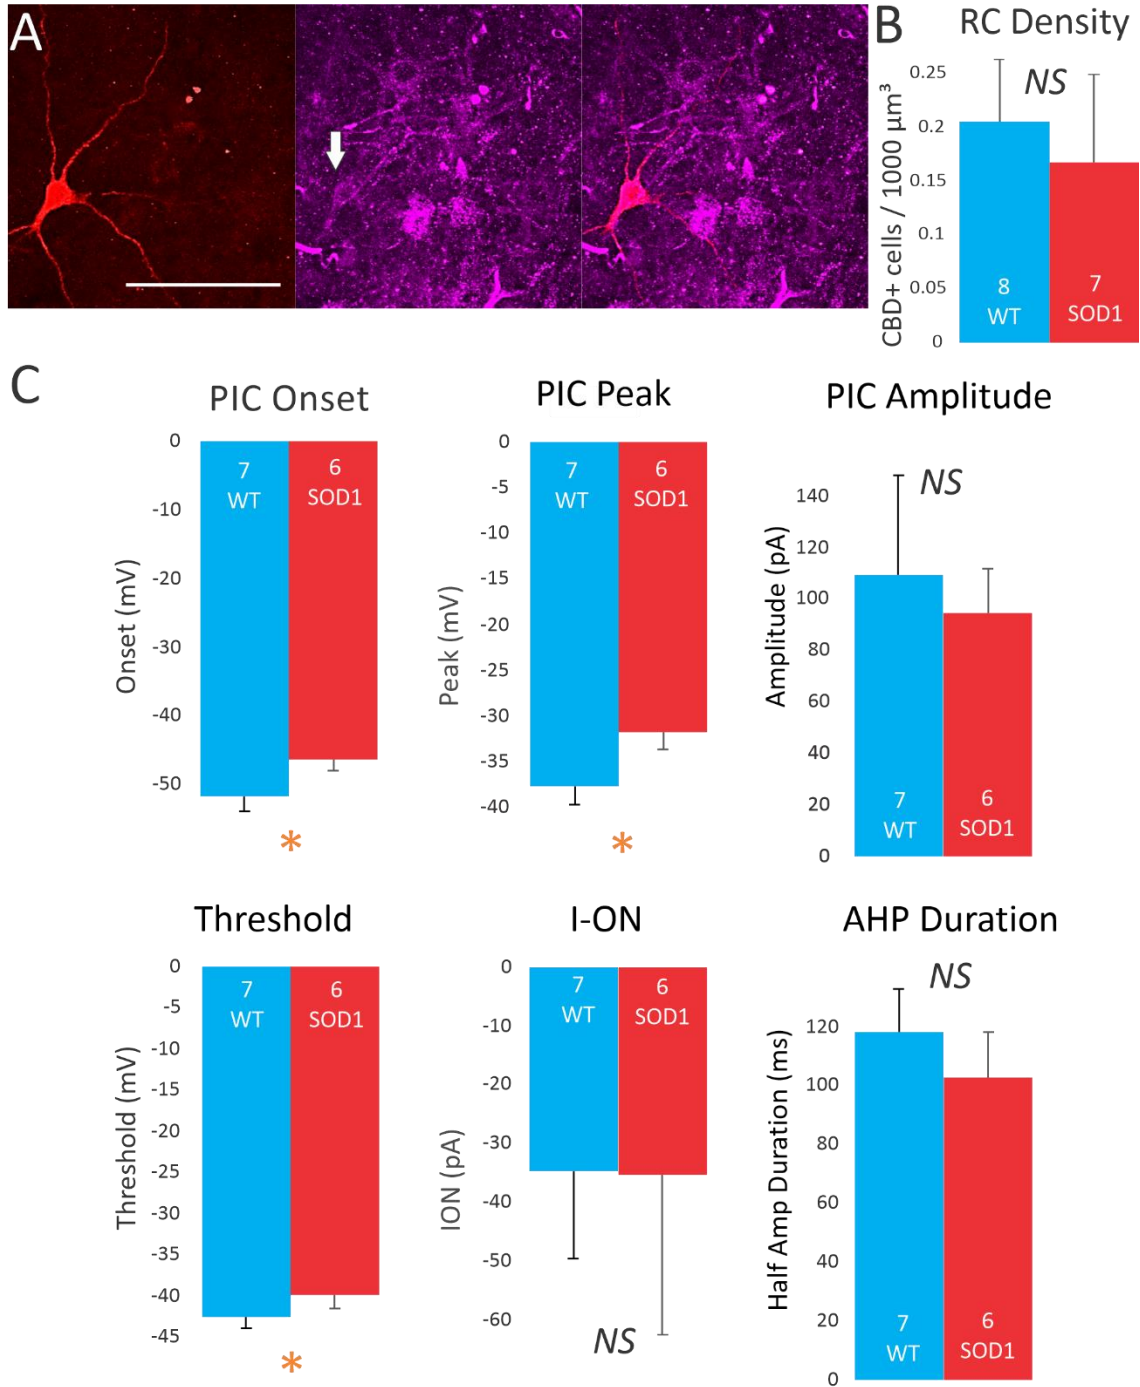 A
B
RC Density
CBD+ cells / 1000 µm³
0.25
0.2
0.15
0.1
0.05
0
NS
8
WT
7
SOD1
C
PIC Onset
Onset (mV)
0
-10
-20
-30
-40
-50
7
WT
6
SOD1
*
PIC Peak
Peak (mV)
0
-5
-10
-15
-20
-25
-30
-35
-40
7
WT
6
SOD1
*
PIC Amplitude
Amplitude (pA)
140
120
100
80
60
40
20
0
NS
7
WT
6
SOD1
Threshold
Threshold (mV)
0
-5
-10
-15
-20
-25
-30
-35
-40
-45
7
WT
6
SOD1
*
I-ON
ION (pA)
0
-10
-20
-30
-40
-50
-60
7
WT
6
SOD1
NS
AHP Duration
Half Amp Duration (ms)
120
100
80
60
40
20
0
NS
7
WT
6
SOD1